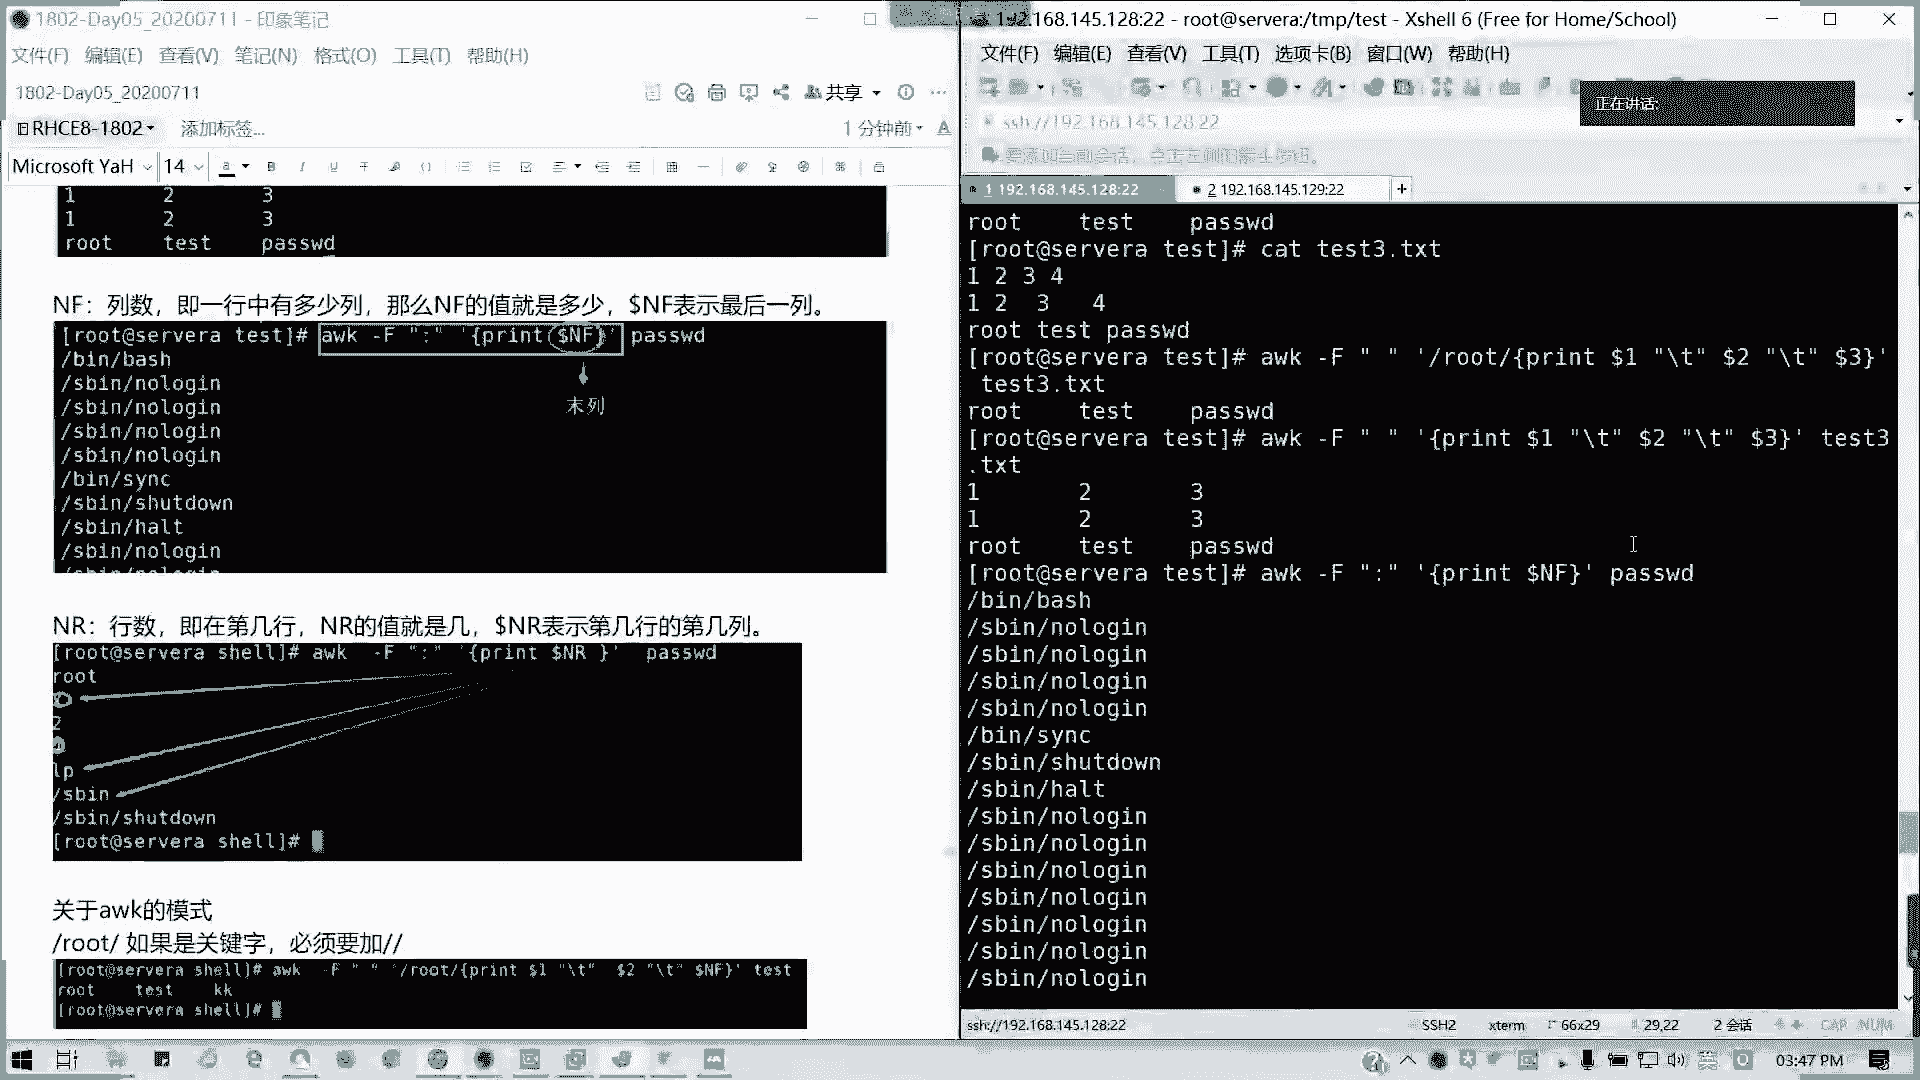 1802-Day05_20200711 - 印象笔记
文件(F) 编辑(E) 查看(V) 笔记(N) 格式(O) 工具(T) 帮助(H)
1802-Day05_20200711
共享
RHCE8-1802
添加标签...
1 分钟前
Microsoft YaH 14
1 2 3
1 2 3
root test passwd
NF：列数，即一行中有多少列，那么NF的值就是多少，$NF表示最后一列。
[root@servera test]# awk -F ":" '{print $NF}' passwd
/bin/bash
/sbin/nologin
/sbin/nologin
/sbin/nologin
/sbin/nologin
/bin/sync
/sbin/shutdown
/sbin/halt
/sbin/nologin
末列
NR：行数，即在第几行，NR的值就是几，$NR表示第几行的第几列。
[root@servera shell]# awk -F ":" '{print $NR }' passwd
root
2
lp
/sbin
/sbin/shutdown
[root@servera shell]#
关于awk的模式
/root/ 如果是关键字，必须要加//
[root@servera shell]# awk -F " " '/root/{print $1 "\t" $2 "\t" $NF}' test
root test kk
[root@servera shell]#
192.168.145.128:22 - root@servera:/tmp/test - Xshell 6 (Free for Home/School)
文件(F) 编辑(E) 查看(V) 工具(T) 选项卡(B) 窗口(W) 帮助(H)
正在讲话:
ssh://192.168.145.128:22
要添加当前会话，点击左侧的箭头按钮。
1 192.168.145.128:22
2 192.168.145.129:22
root test passwd
[root@servera test]# cat test3.txt
1 2 3 4
1 2 3 4
root test passwd
[root@servera test]# awk -F " " '/root/{print $1 "\t" $2 "\t" $3}'
test3.txt
root test passwd
[root@servera test]# awk -F " " '{print $1 "\t" $2 "\t" $3}' test3
.txt
1 2 3
1 2 3
root test passwd
[root@servera test]# awk -F ":" '{print $NF}' passwd
/bin/bash
/sbin/nologin
/sbin/nologin
/sbin/nologin
/sbin/nologin
/bin/sync
/sbin/shutdown
/sbin/halt
/sbin/nologin
/sbin/nologin
/sbin/nologin
/sbin/nologin
/sbin/nologin
/sbin/nologin
/sbin/nologin
ssh://192.168.145.128:22 SSH2 xterm 66x29 29,22 2 会话 CAP NUM
英
03:47 PM